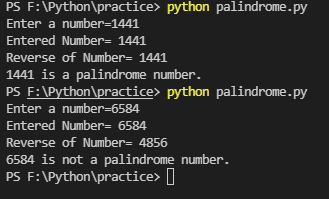 PS F:\Python\practice> python palindrome.py
Enter a number=1441
Entered Number= 1441
Reverse of Number= 1441
1441 is a palindrome number.
PS F:\Python\practice> python palindrome.py
Enter a number=6584
Entered Number= 6584
Reverse of Number= 4856
6584 is not a palindrome number.
PS F:\Python\practice>